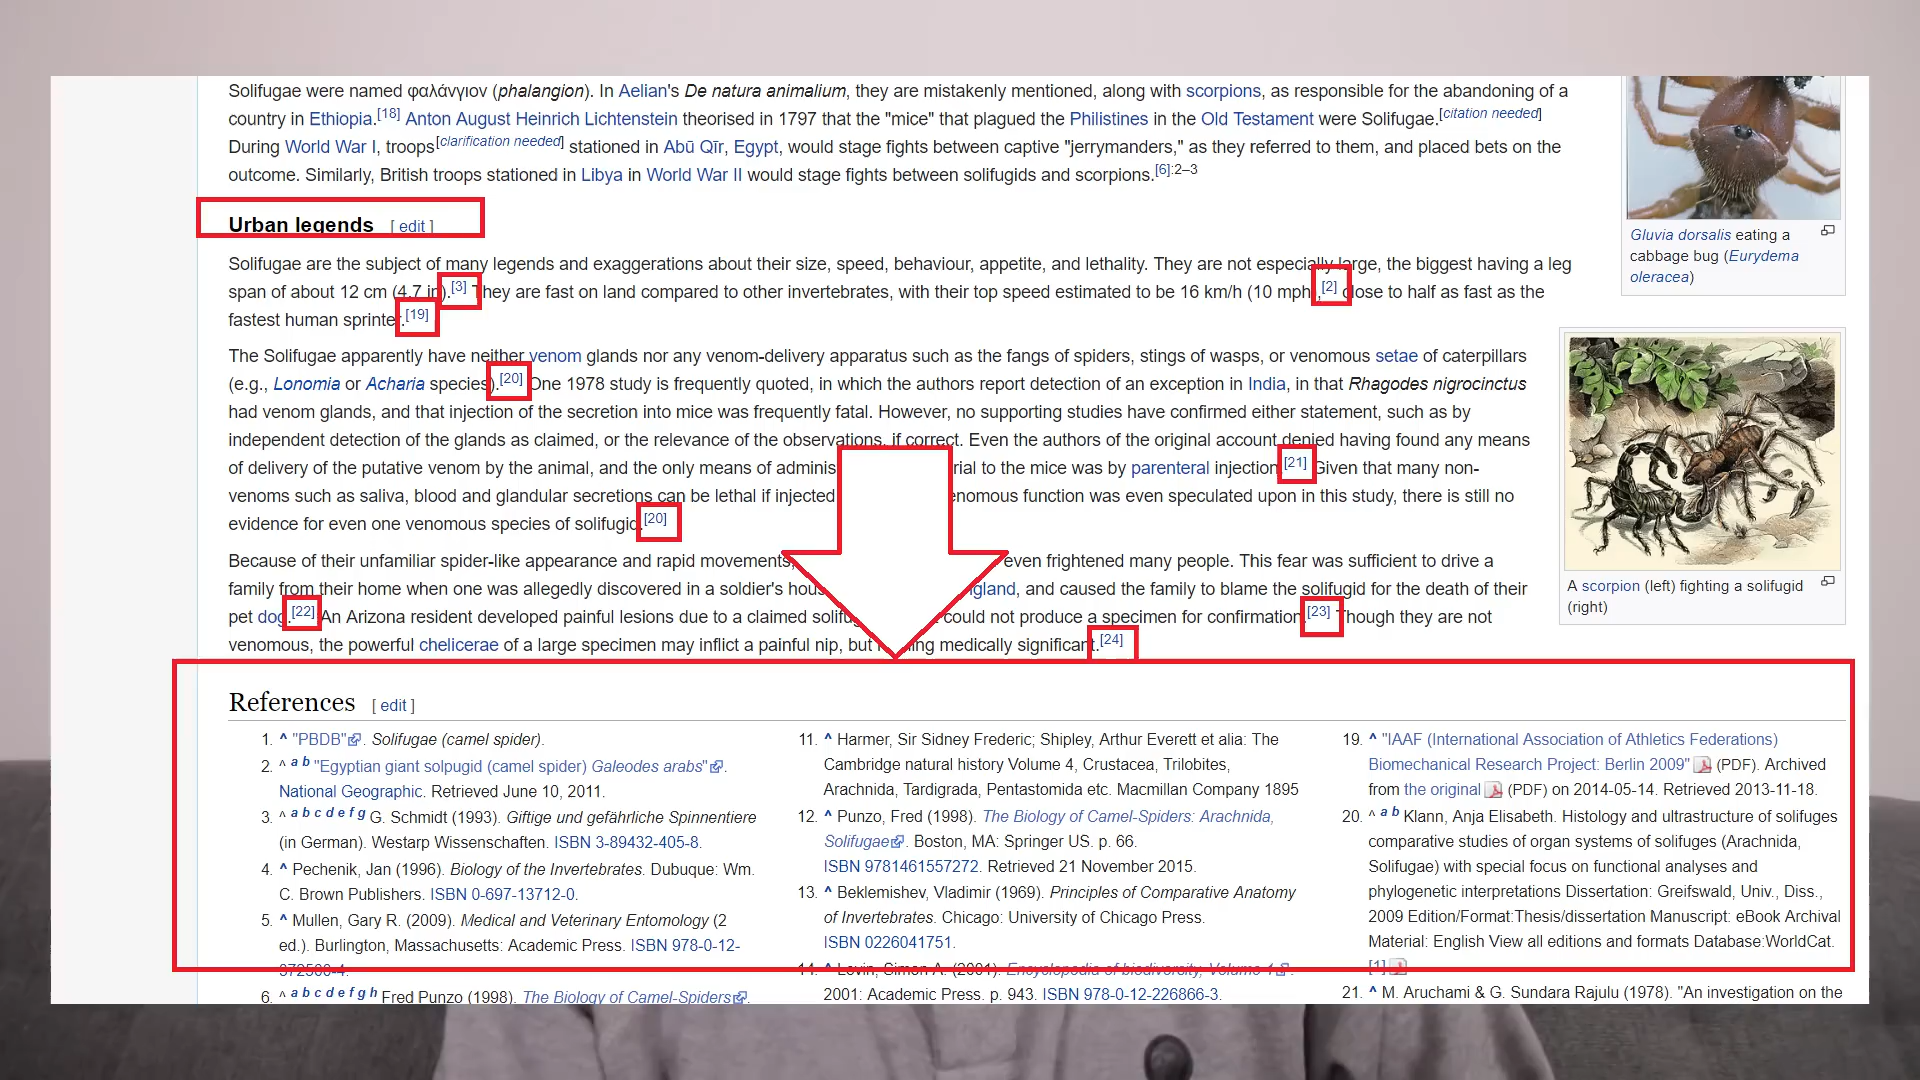 Solifugae were named φαλάγγιον (phalangion). In Aelian's De natura animalium, they are mistakenly mentioned, along with scorpions, as responsible for the abandoning of a
country in Ethiopia.[18] Anton August Heinrich Lichtenstein theorised in 1797 that the "mice" that plagued the Philistines in the Old Testament were Solifugae.[citation needed]
During World War I, troops[clarification needed] stationed in Abū Qīr, Egypt, would stage fights between captive "jerrymanders," as they referred to them, and placed bets on the
outcome. Similarly, British troops stationed in Libya in World War II would stage fights between solifugids and scorpions.[6]:2–3
Urban legends [ edit ]
Solifugae are the subject of many legends and exaggerations about their size, speed, behaviour, appetite, and lethality. They are not especially large, the biggest having a leg
span of about 12 cm (4.7 in).[3] They are fast on land compared to other invertebrates, with their top speed estimated to be 16 km/h (10 mph),[2] close to half as fast as the
fastest human sprinter.[19]
The Solifugae apparently have neither venom glands nor any venom-delivery apparatus such as the fangs of spiders, stings of wasps, or venomous setae of caterpillars
(e.g., Lonomia or Acharia species).[20] One 1978 study is frequently quoted, in which the authors report detection of an exception in India, in that Rhagodes nigrocinctus
had venom glands, and that injection of the secretion into mice was frequently fatal. However, no supporting studies have confirmed either statement, such as by
independent detection of the glands as claimed, or the relevance of the observations, if correct. Even the authors of the original account denied having found any means
of delivery of the putative venom by the animal, and the only means of adminis rial to the mice was by parenteral injection.[21] Given that many non-
venoms such as saliva, blood and glandular secretions can be lethal if injected enomous function was even speculated upon in this study, there is still no
evidence for even one venomous species of solifugid.[20]
Because of their unfamiliar spider-like appearance and rapid movements, even frightened many people. This fear was sufficient to drive a
family from their home when one was allegedly discovered in a soldier's hous ngland, and caused the family to blame the solifugid for the death of their
pet dog.[22] An Arizona resident developed painful lesions due to a claimed solifug could not produce a specimen for confirmation.[23] Though they are not
venomous, the powerful chelicerae of a large specimen may inflict a painful nip, but nothing medically significant.[24]
Gluvia dorsalis eating a
cabbage bug (Eurydema
oleracea)
A scorpion (left) fighting a solifugid
(right)
References [ edit ]
1. ^ "PBDB". Solifugae (camel spider).
2. ^ a b "Egyptian giant solpugid (camel spider) Galeodes arabs".
National Geographic. Retrieved June 10, 2011.
3. ^ a b c d e f g G. Schmidt (1993). Giftige und gefährliche Spinnentiere
(in German). Westarp Wissenschaften. ISBN 3-89432-405-8.
4. ^ Pechenik, Jan (1996). Biology of the Invertebrates. Dubuque: Wm.
C. Brown Publishers. ISBN 0-697-13712-0.
5. ^ Mullen, Gary R. (2009). Medical and Veterinary Entomology (2
ed.). Burlington, Massachusetts: Academic Press. ISBN 978-0-12-
372500-4.
6. ^ a b c d e f g h Fred Punzo (1998). The Biology of Camel-Spiders.
11. ^ Harmer, Sir Sidney Frederic; Shipley, Arthur Everett et alia: The
Cambridge natural history Volume 4, Crustacea, Trilobites,
Arachnida, Tardigrada, Pentastomida etc. Macmillan Company 1895
12. ^ Punzo, Fred (1998). The Biology of Camel-Spiders: Arachnida,
Solifugae. Boston, MA: Springer US. p. 66.
ISBN 9781461557272. Retrieved 21 November 2015.
13. ^ Beklemishev, Vladimir (1969). Principles of Comparative Anatomy
of Invertebrates. Chicago: University of Chicago Press.
ISBN 0226041751.
14. ^ Levin, Simon A. (2001). Encyclopedia of biodiversity, Volume 1.
2001: Academic Press. p. 943. ISBN 978-0-12-226866-3.
19. ^ "IAAF (International Association of Athletics Federations)
Biomechanical Research Project: Berlin 2009" (PDF). Archived
from the original (PDF) on 2014-05-14. Retrieved 2013-11-18.
20. ^ a b Klann, Anja Elisabeth. Histology and ultrastructure of solifuges
comparative studies of organ systems of solifuges (Arachnida,
Solifugae) with special focus on functional analyses and
phylogenetic interpretations Dissertation: Greifswald, Univ., Diss.,
2009 Edition/Format:Thesis/dissertation Manuscript: eBook Archival
Material: English View all editions and formats Database:WorldCat.
[1]
21. ^ M. Aruchami & G. Sundara Rajulu (1978). "An investigation on the